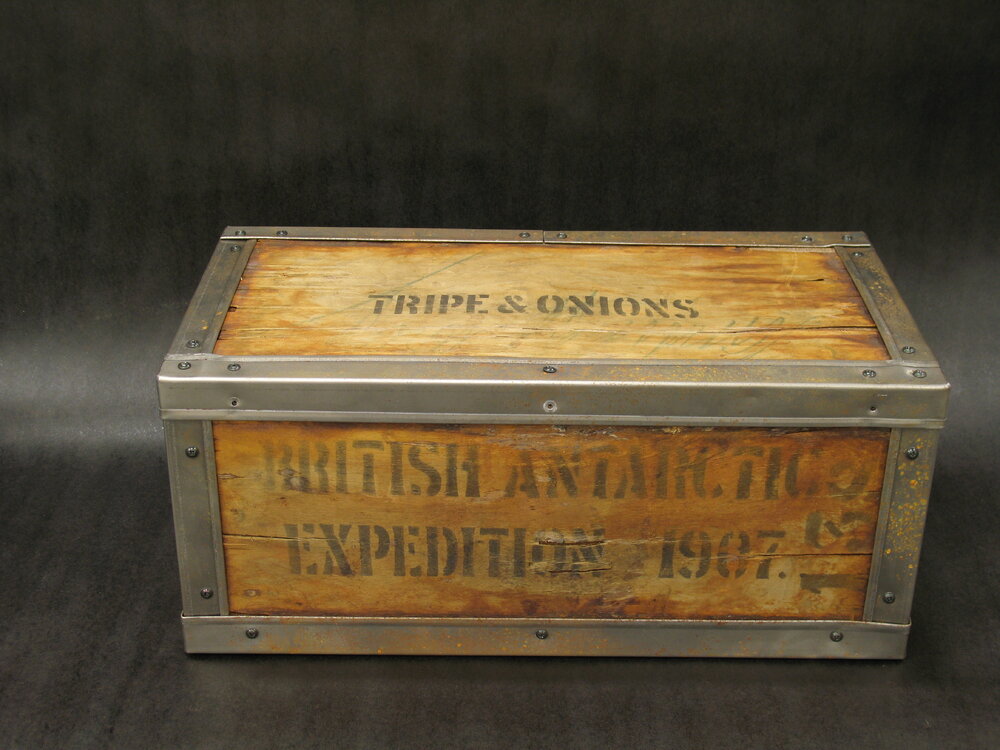 TRIPE & ONIONS
BRITISH ANTARCTIC
EXPEDITION 1907.